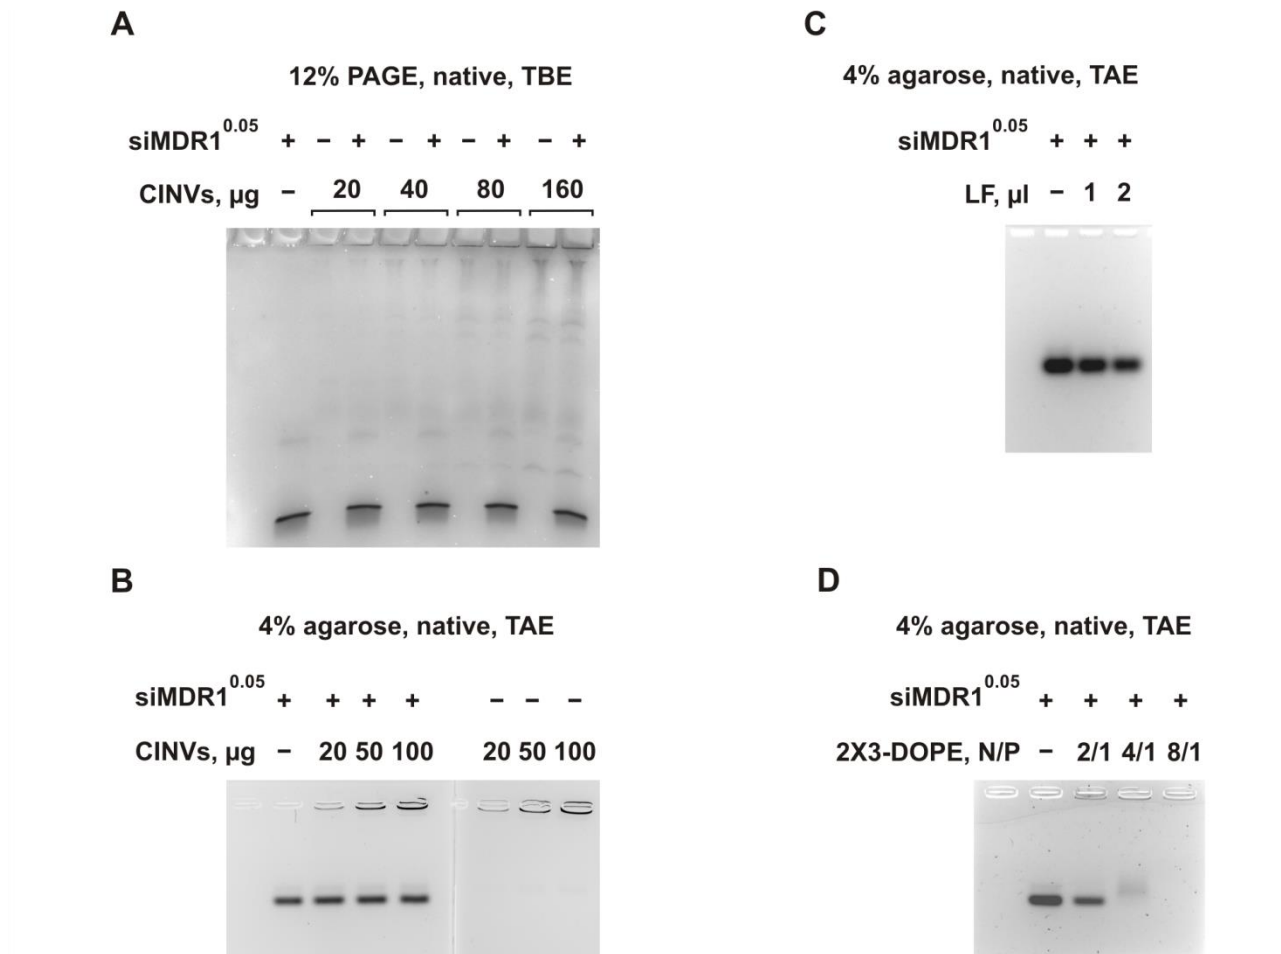 A
12% PAGE, native, TBE
siMDR1^0.05 + − + − + − + − +
CINVs, µg − 20 40 80 160
B
4% agarose, native, TAE
siMDR1^0.05 + + + + − − −
CINVs, µg − 20 50 100 20 50 100
C
4% agarose, native, TAE
siMDR1^0.05 + + +
LF, µl − 1 2
D
4% agarose, native, TAE
siMDR1^0.05 + + + +
2X3-DOPE, N/P − 2/1 4/1 8/1